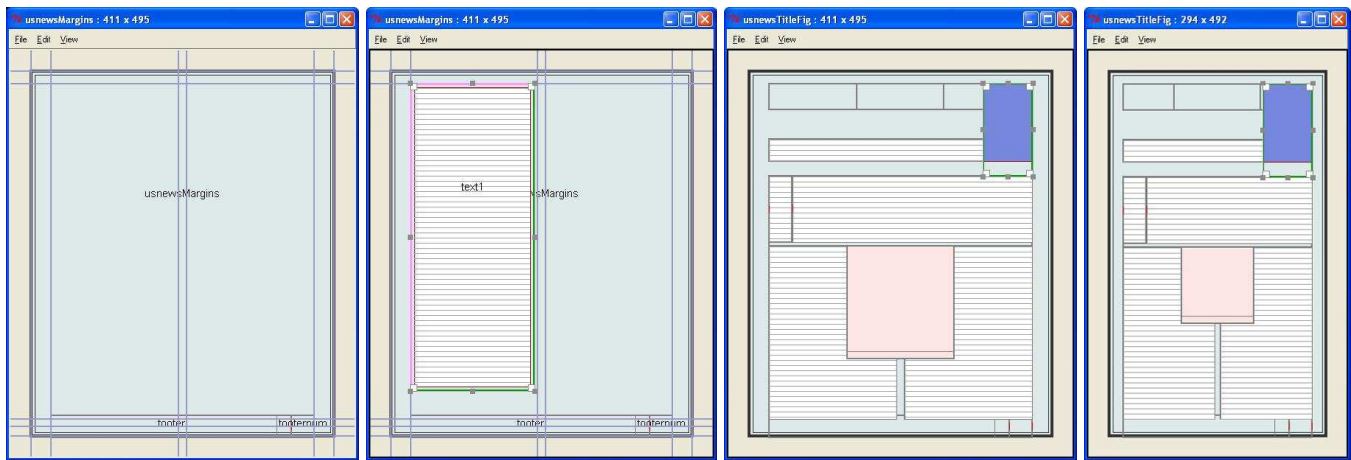 usnewsMargins : 411 x 495
File Edit View
usnewsMargins
footer
footernum
usnewsMargins : 411 x 495
File Edit View
text1
wsMargins
footer
footernum
usnewsTitleFig : 411 x 495
File Edit View
usnewsTitleFig : 294 x 492
File Edit View